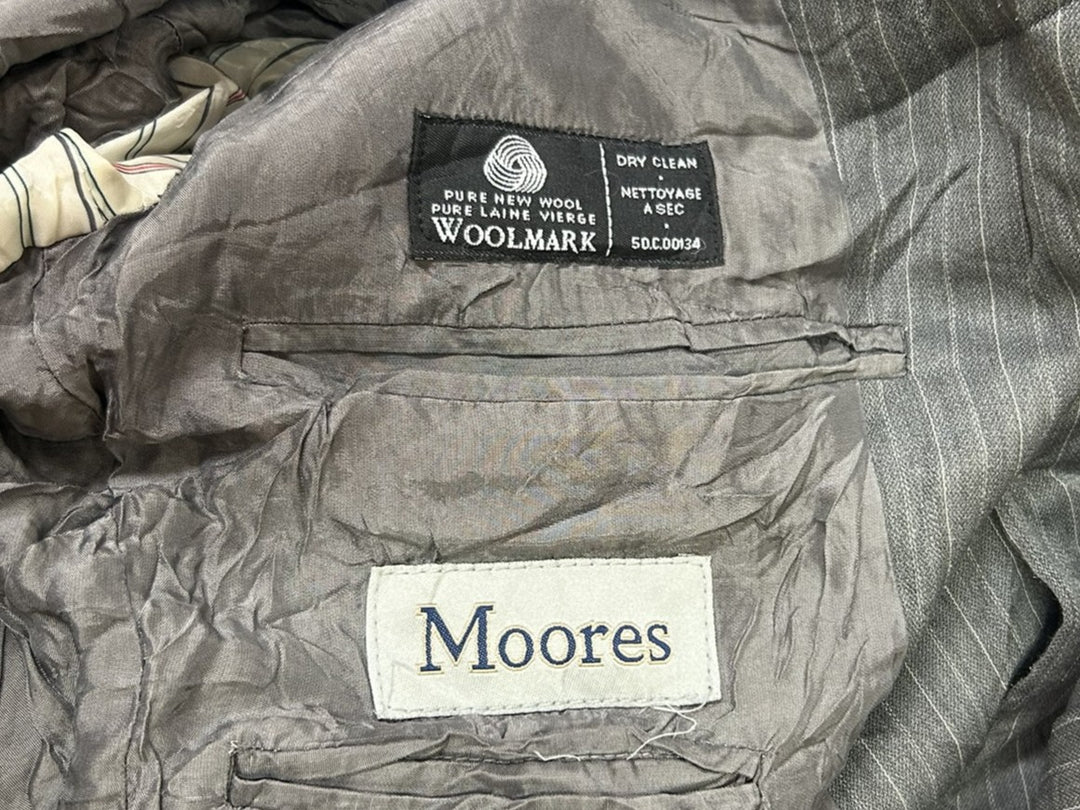 PURE NEW WOOL
PURE LAINE VIERGE
WOOLMARK
DRY CLEAN
•
NETTOYAGE
A SEC
•
50.C.00134
Moores